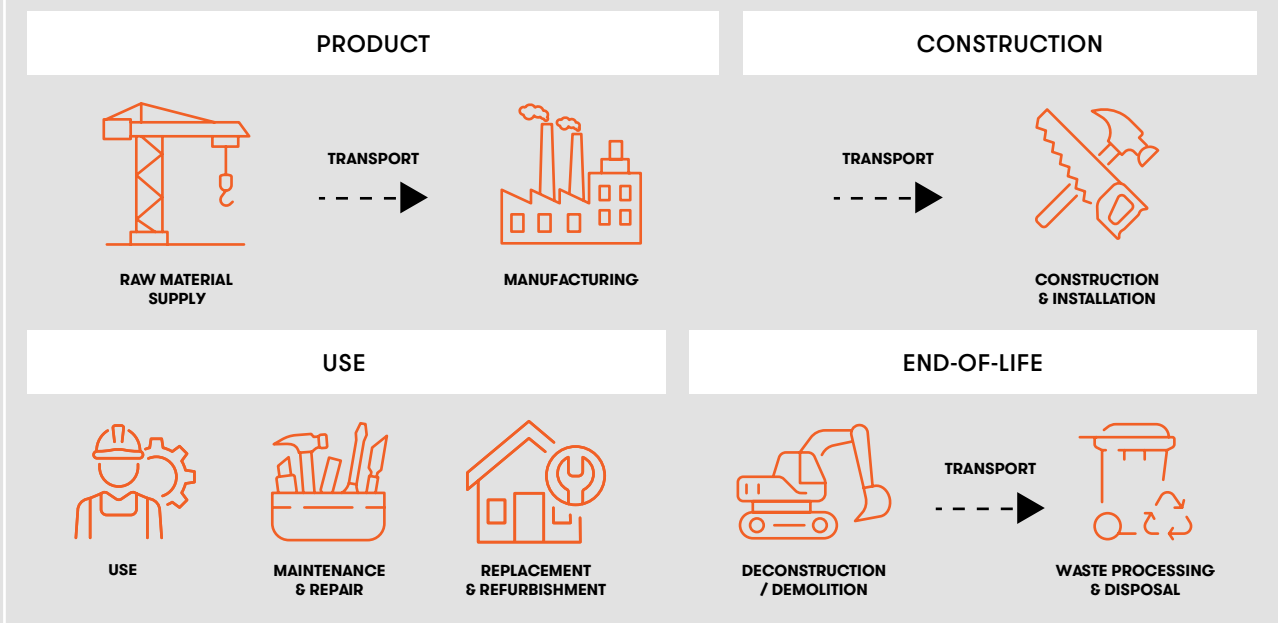 PRODUCT
CONSTRUCTION
TRANSPORT
TRANSPORT
RAW MATERIAL
SUPPLY
MANUFACTURING
CONSTRUCTION
& INSTALLATION
USE
END-OF-LIFE
TRANSPORT
USE
MAINTENANCE
& REPAIR
REPLACEMENT
& REFURBISHMENT
DECONSTRUCTION
/ DEMOLITION
WASTE PROCESSING
& DISPOSAL